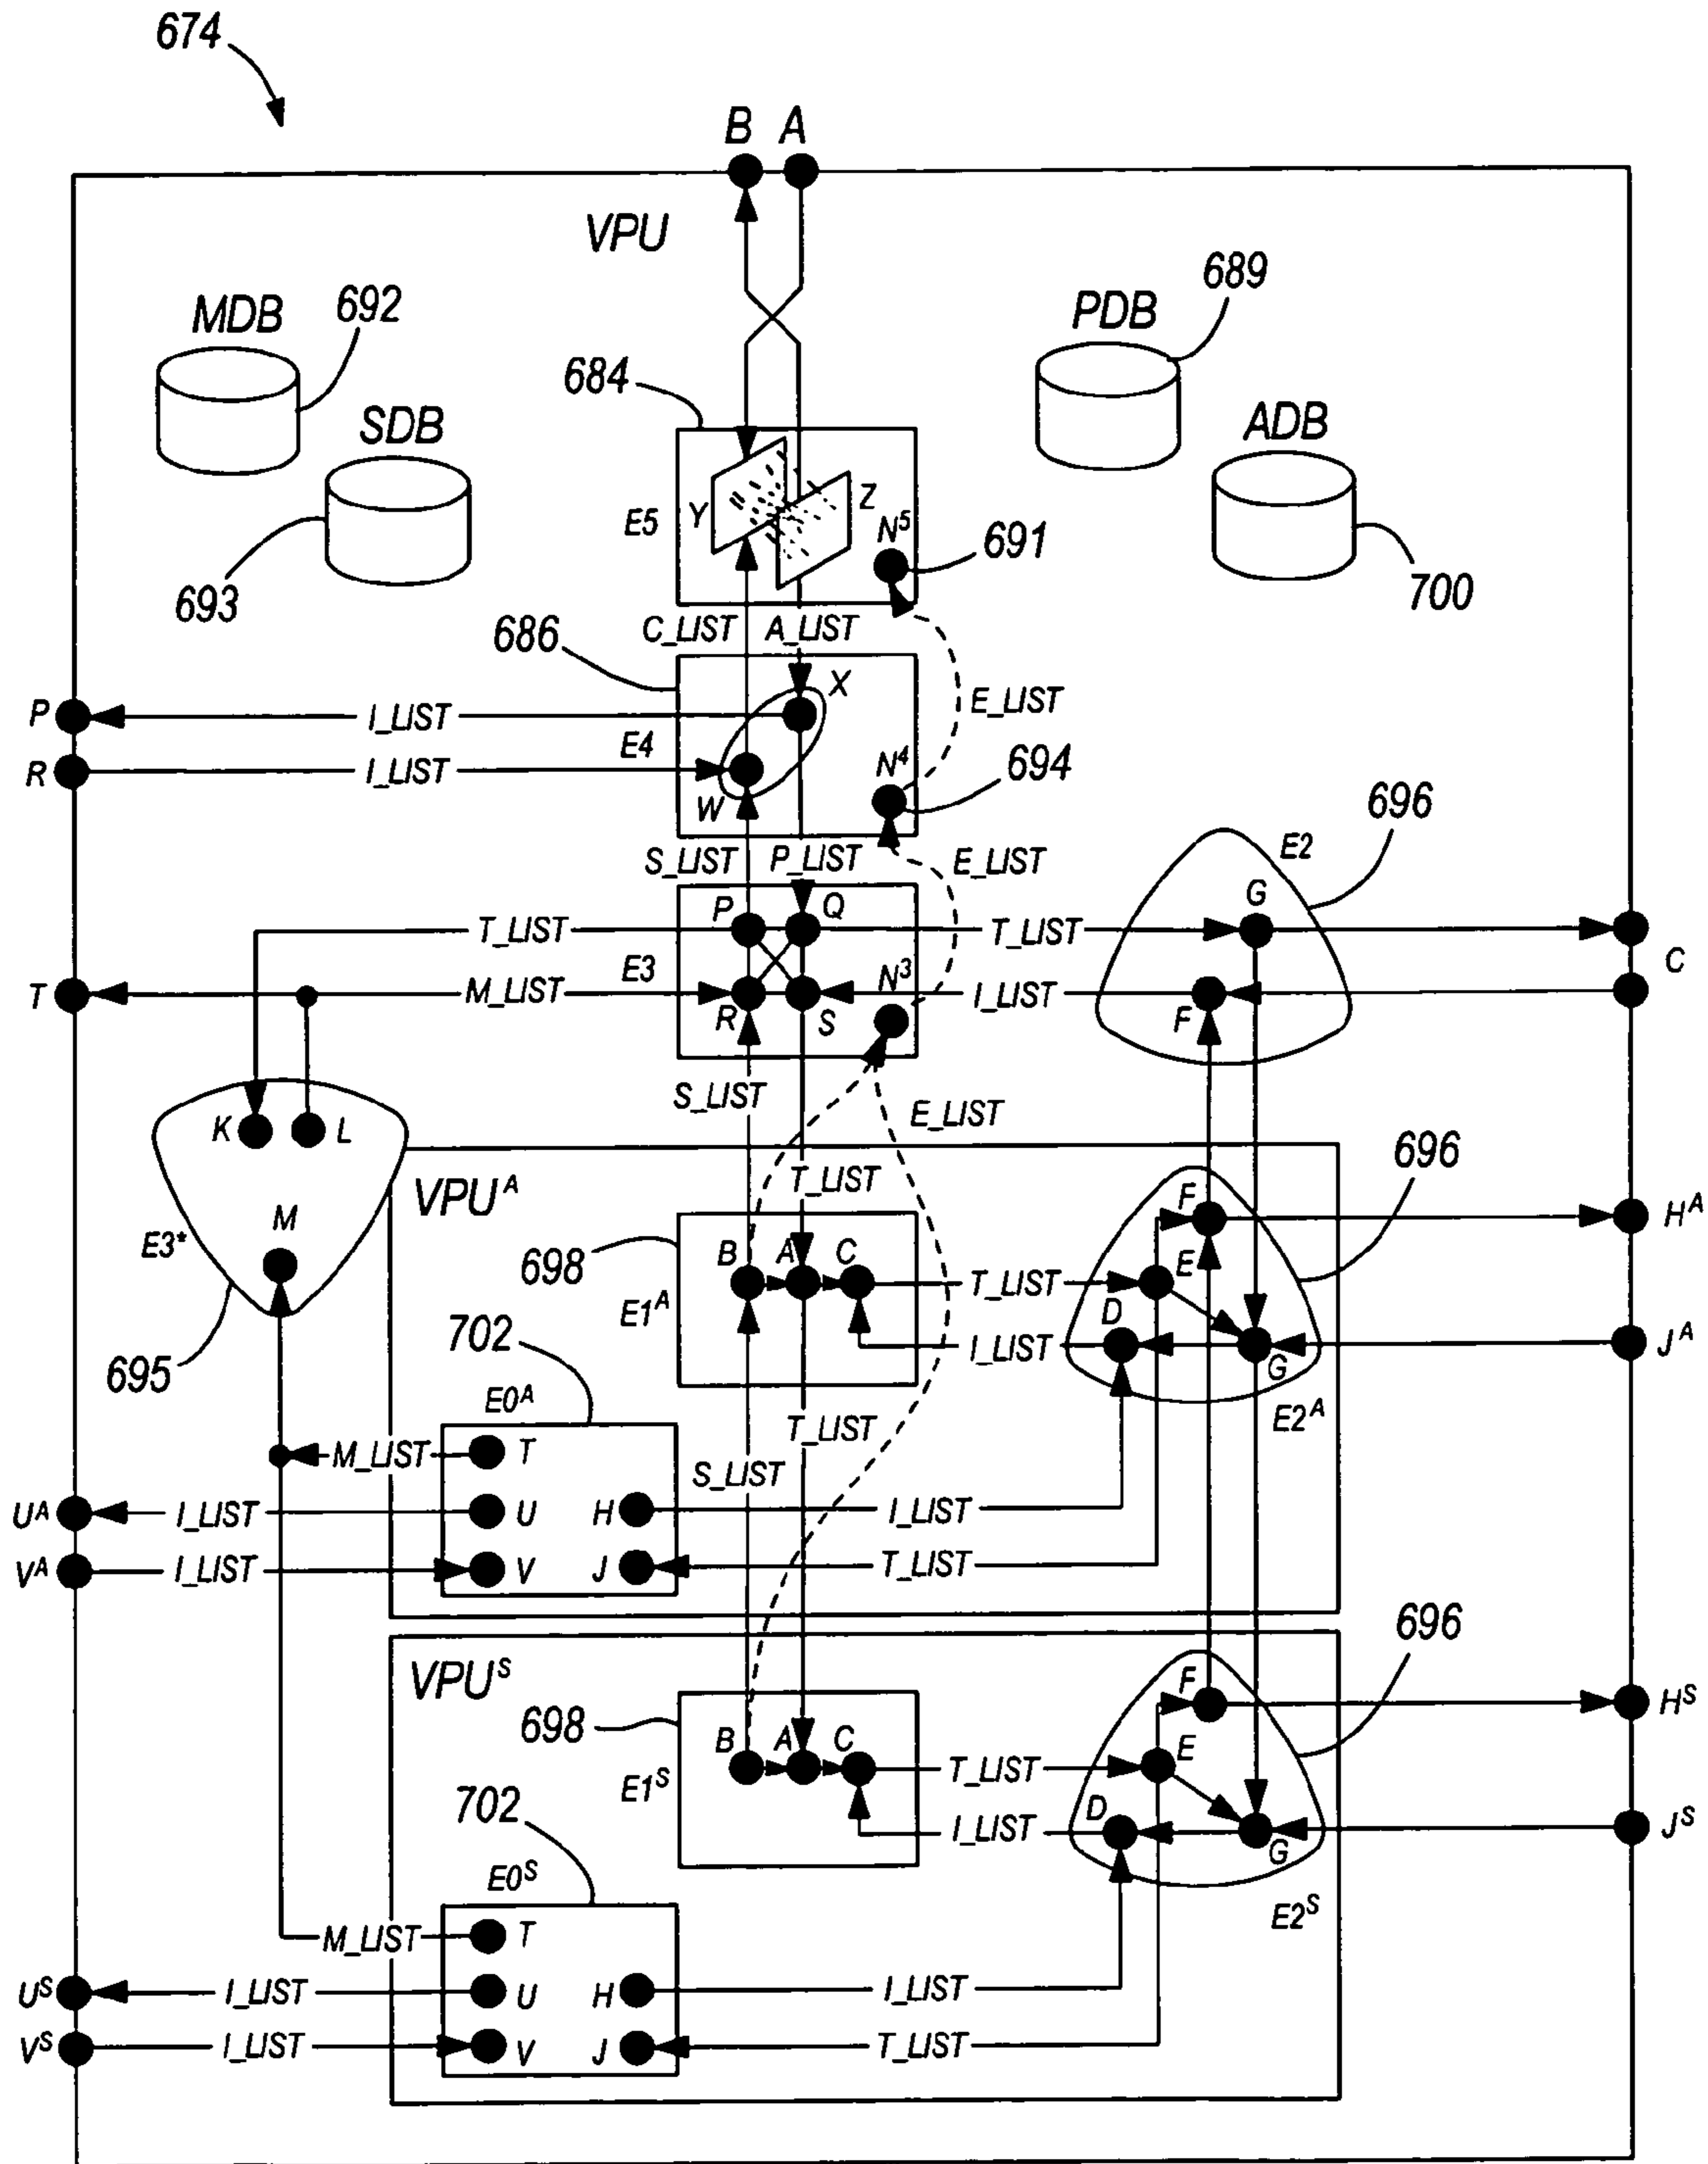 674
B A
VPU
MDB 692
PDB 689
684
SDB
ADB
E5 Y Z N⁵
691
693
700
C_LIST A_LIST
686
X
P I_LIST
E_LIST
R I_LIST E4
W N⁴ 694
696
S_LIST P_LIST E_LIST
E2
P Q G
T_LIST T_LIST
C
T M_LIST E3 N³ I_LIST
R S F
S_LIST
E_LIST
K L
696
T_LIST
VPUᴬ
M
F Hᴬ
E3*
698 B A C T_LIST E
E1ᴬ D
702
I_LIST Jᴬ
G
695
E0ᴬ
E2ᴬ
T_LIST
M_LIST T
S_LIST
Uᴬ I_LIST U H I_LIST
Vᴬ I_LIST V J T_LIST
696
VPUˢ
F Hˢ
698 B A C E
T_LIST
E1ˢ
702
D
I_LIST Jˢ
G
E0ˢ
E2ˢ
M_LIST T
Uˢ I_LIST U H I_LIST
Vˢ I_LIST V J T_LIST